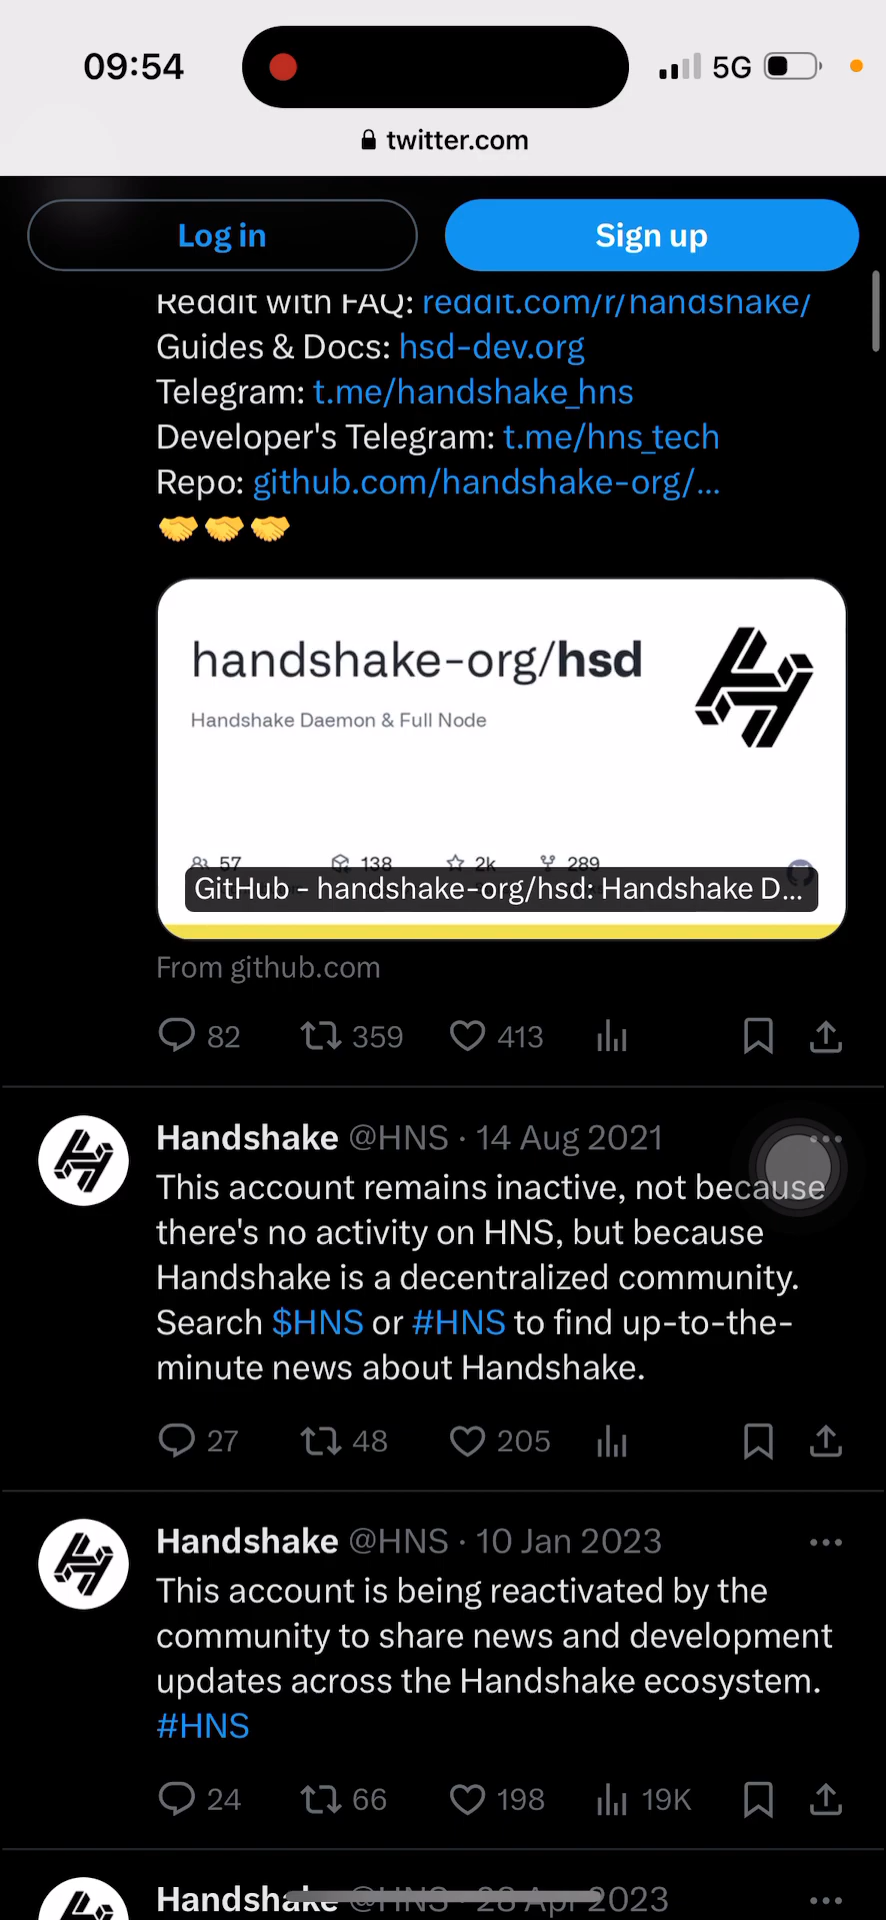 09:54
5G
twitter.com
Log in
Sign up
Reddit with FAQ: reddit.com/r/handshake/
Guides & Docs: hsd-dev.org
Telegram: t.me/handshake_hns
Developer's Telegram: t.me/hns_tech
Repo: github.com/handshake-org/...
🤝🤝🤝
handshake-org/hsd
Handshake Daemon & Full Node
57 138 2k 289
GitHub - handshake-org/hsd: Handshake D...
From github.com
82 359 413
Handshake @HNS · 14 Aug 2021
This account remains inactive, not because
there's no activity on HNS, but because
Handshake is a decentralized community.
Search $HNS or #HNS to find up-to-the-
minute news about Handshake.
27 48 205
Handshake @HNS · 10 Jan 2023
This account is being reactivated by the
community to share news and development
updates across the Handshake ecosystem.
#HNS
24 66 198 19K
Handshake @HNS · 28 Apr 2023